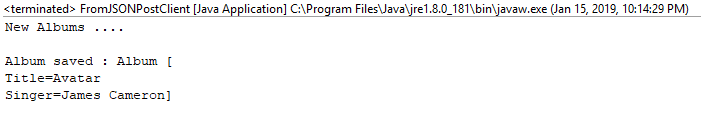 <terminated> FromJSONPostClient [Java Application] C:\Program Files\Java\jre1.8.0_181\bin\javaw.exe (Jan 15, 2019, 10:14:29 PM)
New Albums ....
Album saved : Album [
Title=Avatar
Singer=James Cameron]